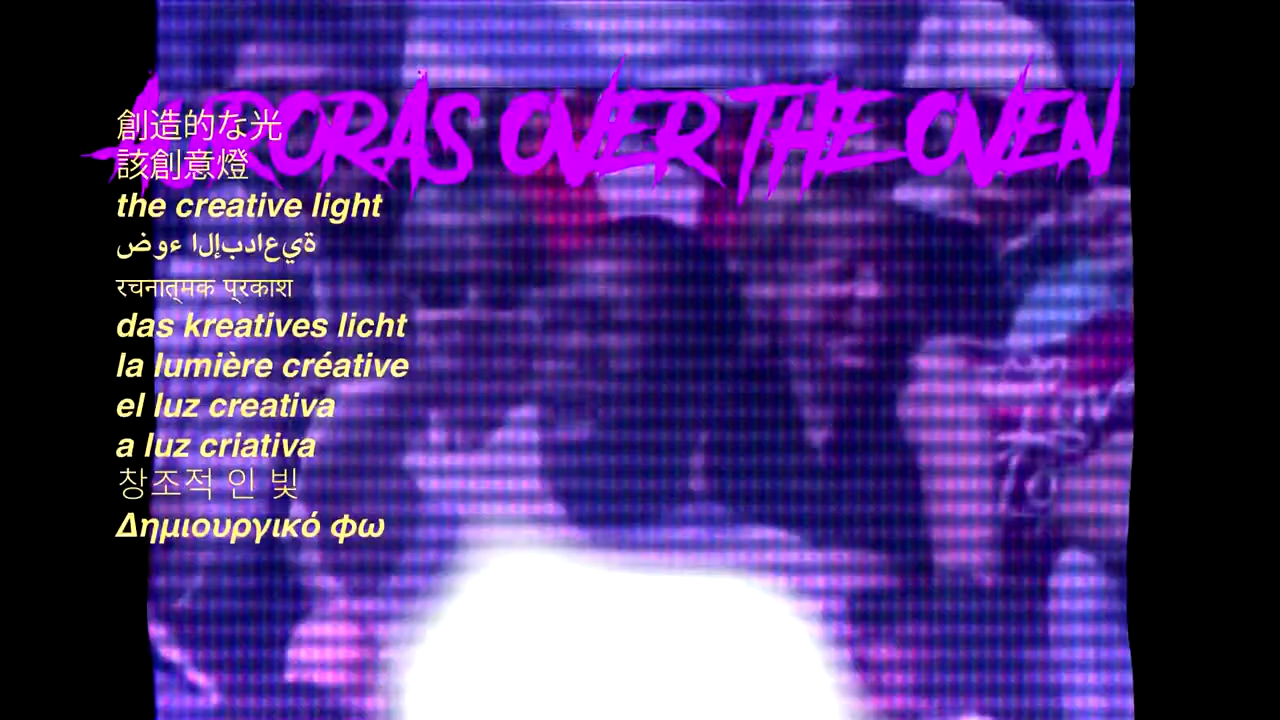 AURORAS OVER THE OVEN
創造的な光
該創意燈
the creative light
ضوء الإبداعية
रचनात्मक प्रकाश
das kreatives licht
la lumière créative
el luz creativa
a luz criativa
창조적 인 빛
Δημιουργικό φω